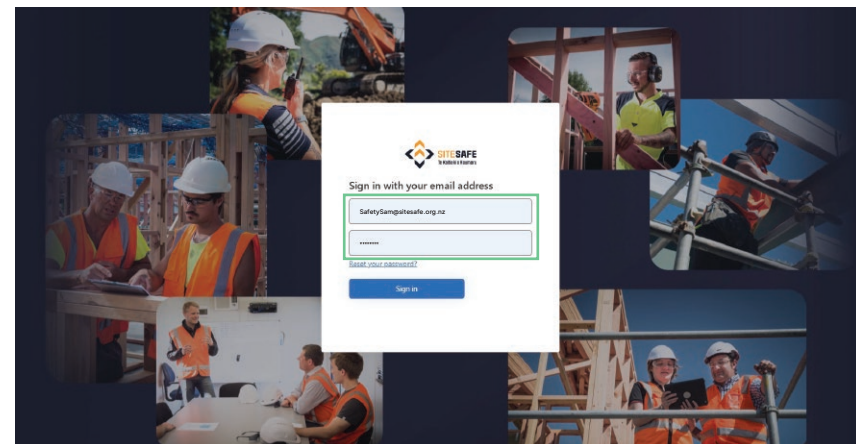 SITESAFE
Sign in with your email address
SafetySam@sitesafe.org.nz
••••••••
Reset your password?
Sign in